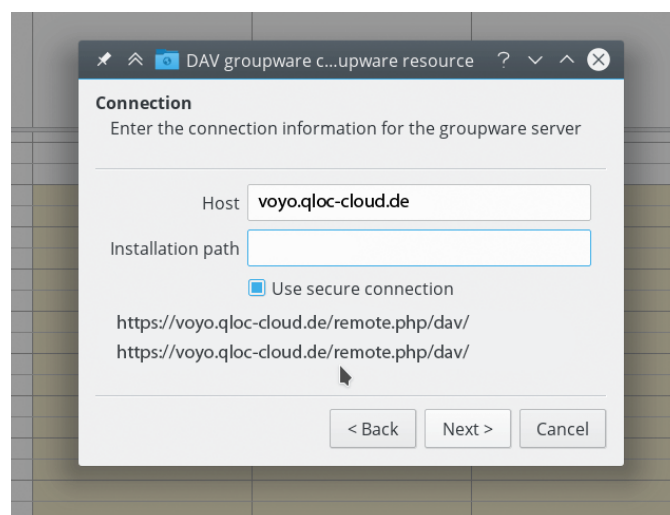 DAV groupware c...upware resource ?
Connection
Enter the connection information for the groupware server
Host voyo.qloc-cloud.de
Installation path
Use secure connection
https://voyo.qloc-cloud.de/remote.php/dav/
https://voyo.qloc-cloud.de/remote.php/dav/
< Back Next > Cancel